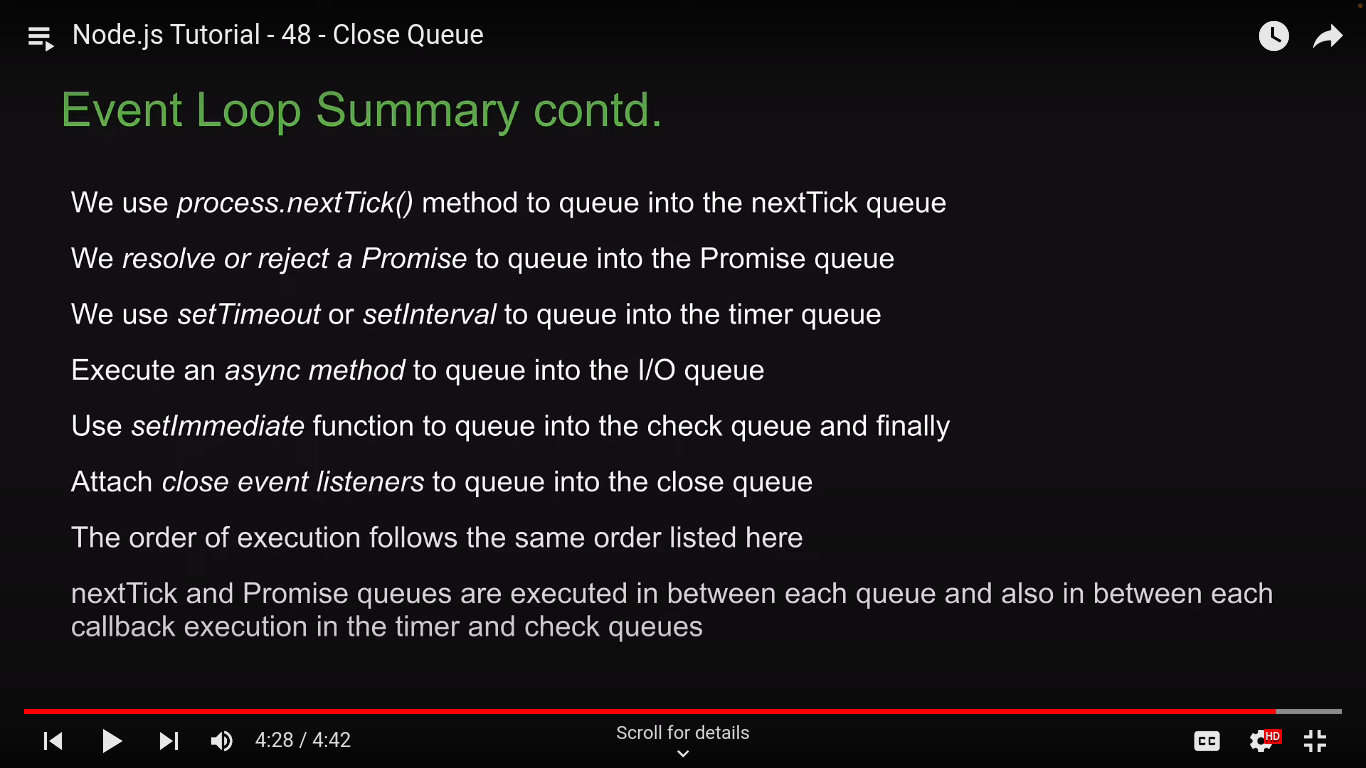 Node.js Tutorial - 48 - Close Queue
Event Loop Summary contd.
We use process.nextTick() method to queue into the nextTick queue
We resolve or reject a Promise to queue into the Promise queue
We use setTimeout or setInterval to queue into the timer queue
Execute an async method to queue into the I/O queue
Use setImmediate function to queue into the check queue and finally
Attach close event listeners to queue into the close queue
The order of execution follows the same order listed here
nextTick and Promise queues are executed in between each queue and also in between each
callback execution in the timer and check queues
Scroll for details
4:28 / 4:42
CC
HD